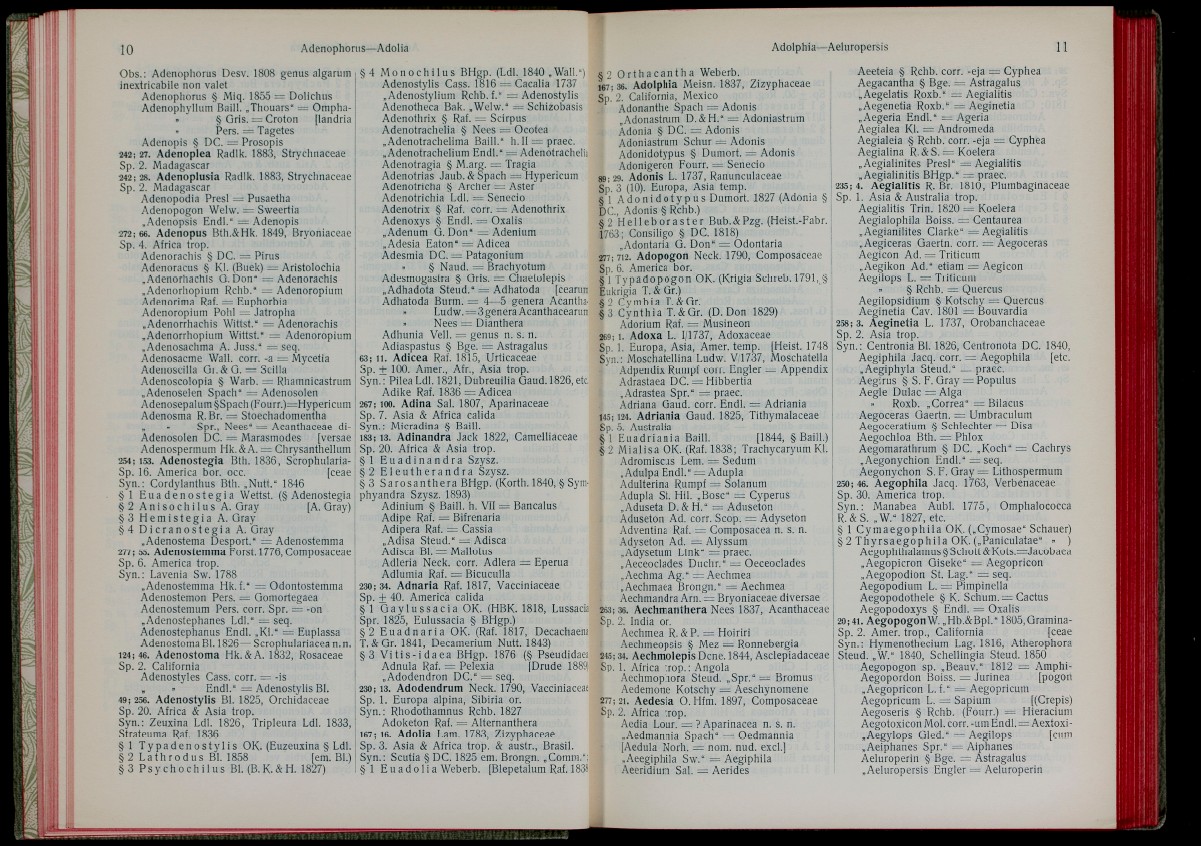 10
Adenophorus—Adolia
Obs.: Adenophorus Desv. 1808 genus algarum
inextricabile non valet
Adenophorus § Miq. 1855 = Dolichus
Adenophyllum Baill. „Thouars“ = Ompha-
„ § Gris. = Croton [landria
„ Pers. = Tagetes
Adenopis § DC. = Prosopis
242; 27. Adenoplea Radlk. 1883, Strychnaceae
Sp. 2. Madagascar
242; 28. Adenoplusia Radlk. 1883, Strychnaceae
Sp. 2. Madagascar
Adenopodia Presl = Pusaetha
Adenopogon Welw. = Sweertia
„Adenopsis Endl.“ = Adenopis
272; 66. Adenopus Bth.&Hk. 1849, Bryoniaceae
Sp. 4. Africa trop.
Adenorachis § DC. = Pirus
Adenoracus § Kl. (Buek) = Aristolochia
„Adenorhachis G. Don“ = Adenorachis
„Adenorhopium Rchb.“ = Adenoropium
Adenorima Raf. = Euphorbia
Adenoropium Pohl = Jatropha
„Adenorrhachis Wittst.“ = Adenorachis
„Adenorrhopium Wittst.“ = Adenoropium
„Adenosachma A. Juss.“ = seq.
Adenosacme Wall. corr. -a = Mycetia
Adenoscilla Gr. & G. = Scilla
Adenoscolopia § Warb. = Rhamnicastrum
„Adenoselen Spach“ = Adenosolen
Adenosepalum §Spach (Fourr.)=Hypericum
Adenosma R.Br. = Stoechadomentha
„ „ Spr., Nees“ = Acanthaceae di-
Adenosolen DC. = Marasmodes [versae
Adenospermum Hk. & A. = Chrysanthellum
254; 153. Adenostegia Bth. 1836, Scrophularia-
Sp. 16. America bor. occ. [ceae
Syn.: Cordylanthus Bth. „Nutt.“ 1846
§ 1 Euadenostegia Wettst. (§ Adenostegia
§ 2 Anisochilus A. Gray [A. Gray)
§ 3 Hemistegia A. Gray
§ 4 Dicranostegia A. Gray
„Adenostema Desport.“ = Adenostemma
277; 55. Adenostemma Forst. 1776, Composaceae
Sp. 6. America trop.
Syn.: Lavenia Sw. 1788
„Adenostemma Hk. f.“ = Odontostemma
Adenostemon Pers. = Gomortegaea
Adenostemum Pers. corr. Spr. = -on
„Adenostephanes Ldl.“ = seq.
Adenostephanus Endl. „Kl.“ = Euplassa
Adenostoma Bl. 1826 — Scrophulariacea n. n.
124; 46. Adenostoma Hk. & A. 1832, Rosaceae
Sp. 2. California
Adenostyles Cass. corr. = -is
„ „ Endl.“ = Adenostylis Bl.
49; 256. Adenostylis Bl. 1825, Orchidaceae
Sp. 20. Africa & Asia trop.
Syn.: Zeuxina Ldl. 1826, Tripleura Ldl. 1833,
Strateuma Raf. 1836
§ 1 Typadenostylis OK. (Euzeuxina § Ldl.
§ 2 Lathrodus Bl. 1858 [em. Bl.)
§ 3 Psychochilus Bl. (B. K. & H. 1827)
§ 4 Monochilus BHgp. (Ldl. 1840 „Wall.“)
Adenostylis Cass. 1816 = Cacalia 1737
„Adenostylium Rchb. f.“ = Adenostylis
Adenotheca Bak. „Welw.“ = Schizobasis
Adenothrix § Raf. = Scirpus
Adenotrachelia § Nees = Ocotea
„Adenotrachelima Baill.“ h. II = praec.
„Adenotrachelium Endl.“ = Adenotracheli
Adenotragia § M.arg. = Tragia
Adenotrias Jaub. & Spach = Hypericum
Adenotricha § Archer = Aster
Adenotrichia Ldl. = Senecio
Adenotrix § Raf. corr. = Adenothrix
Adenoxys § Endl. = Oxalis
„Adenum G. Don“ = Adenium
„Adesia Eaton“ = Adicea
Adesmia DC. = Patagonium
„ § Naud. = Brachyotum
Adesmogastra § Gris. = Chaetolepis
„Adhadota Steud.“ = Adhatoda [cearum
Adhatoda Burm. = 4—5 genera Acantha-
„ Ludw. = 3 genera Acanthacearum
„ Nees = Dianthera
Adhunia Vell. = genus n. s. n.
Adiaspastus § Bge. = Astragalus
63; 11. Adicea Raf. 1815, Urticaceae
Sp. ± 100. Amer., Afr., Asia trop.
Syn.: Pilea Ldl. 1821, Dubreuilia Gaud. 1826, etc.
Adike Raf. 1836 = Adicea
267; 100. Adina Sal. 1807, Aparinaceae
Sp. 7. Asia & Africa calida
Syn.: Micradina § Baill.
183; 13. Adinandra Jack 1822, Camelliaceae
Sp. 20. Africa & Asia trop.
§ 1 Euadinandra Szysz.
§ 2 Eleutherandra Szysz.
§ 3 Sarosanthera BHgp. (Korth. 1840, § Sym-
phyandra Szysz. 1893)
Adinium § Baill. h. VII = Bancalus
Adipe Raf. = Bifrenaria
Adipera Raf. = Cassia
„Adisa Steud.“ = Adisca
Adisca Bl. = Mallotus
Adleria Neck. corr. Adlera = Eperua
Adlumia Raf. = Bicuculla
230; 34. Adnaria Raf. 1817, Vacciniaceae
Sp. ± 40. America calida
§ 1 Gaylussacia OK. (HBK. 1818, Lussacia
Spr. 1825, Eulussacia § BHgp.)
§ 2 Euadnaria OK. (Raf. 1817, Decachaena
T. & Gr. 1841, Decamerium Nutt. 1843)
§ 3 Vitis-idaea BHgp. 1876 (§ Pseudidaea
Adnula Raf. = Pelexia [Drude 1889
„Adodendron DC.“ = seq.
230; 13. Adodendrum Neck. 1790, Vacciniaceae
Sp. 1. Europa alpina, Sibiria or.
Syn.: Rhodothamnus Rchb. 1827
Adoketon Raf. = Alternanthera
167; 16. Adolia Lam. 1783, Zizyphaceae
Sp. 3. Asia & Africa trop. & austr., Brasil.
Syn.: Scutia § DC. 1825 em. Brongn. „Comm.“:
§ 1 Euadolia Weberb. [Blepetalum Raf. 1838
Adolphia—Aeluropersis
11
§ 2 Orthacantha Weberb.
167; 36. Adolphia Meisn. 1837, Zizyphaceae
Sp. 2. California, Mexico
Adonanthe Spach = Adonis
„Adonastrum D. & H.“ = Adoniastrum
Adonia § DC. = Adonis
Adoniastrum Schur = Adonis
Adonidotypus § Dumort. = Adonis
Adonigeron Fourr. = Senecio
89; 29. Adonis L. 1737, Ranunculaceae
Sp. 3 (10). Europa, Asia temp.
§ 1 Adonidotypus Dumort. 1827 (Adonia §
DC., Adonis § Rchb.)
§ 2 Helleboraster Bub. & Pzg. (Heist.-Fabr.
1763; Consiligo § DC. 1818)
„Adontaria G. Don“ = Odontaria
277; 712. Adopogon Neck. 1790, Composaceae
Sp. 6. America bor.
§ 1 Typadopogon OK. (Krigia Schreb. 1791, §
Eukrigia T. & Gr.)
§ 2 Cymbia T. & Gr.
§ 3 Cynthia T. & Gr. (D. Don 1829)
Adorium Raf. = Musineon
269; 1. Adoxa L. I/1737, Adoxaceae
Sp. 1. Europa, Asia, Amer. temp. [Heist. 1748
Syn.: Moschatellina Ludw. V/1737, Moschatella
Adpendix Rumpf corr. Engler = Appendix
Adrastaea DC. = Hibbertia
„Adrastea Spr.“ = praec.
Adriana Gaud. corr. Endl. = Adriania
145; 124. Adriania Gaud. 1825, Tithymalaceae
Sp. 5. Australia
§ 1 Euadriania Baill. [1844, § Baill.)
§ 2 Mialisa OK. (Raf. 1838; Trachycaryum Kl.
Adromiscus Lem. = Sedum
„Adulpa Endl.“ = Adupla
Adulterina Rumpf = Solanum
Adupla St. Hil. „Bosc“ = Cyperus
„Aduseta D. & H.“ = Aduseton
Aduseton Ad. corr. Scop. = Adyseton
Adventina Raf. = Composacea n. s. n.
Adyseton Ad. = Alyssum
„Adysetum Link“ = praec.
„Aeceoclades Duchr.“ = Oeceoclades
„Aechma Ag.“ = Aechmea
„Aechmaea Brongn.“ = Aechmea
Aechmandra Arn. = Bryoniaceae diversae
263; 36. Aechmanthera Nees 1837, Acanthaceae
Sp. 2. India or.
Aechmea R. & P. = Hoiriri
Aechmeopsis § Mez = Ronnebergia
245; 34. Aechmolepis Dcne. 1844, Asclepiadaceae
Sp. 1. Africa trop.: Angola
Aechmophora Steud. „Spr.“ = Bromus
Aedemone Kotschy = Aeschynomene
277; 21. Aedesia O. Hfm. 1897, Composaceae
Sp. 2. Africa trop.
Aedia Lour. = ? Aparinacea n. s. n.
„Aedmannia Spach“ = Oedmannia
[Aedula Norh. = nom. nud. excl.]
„Aeegiphila Sw.“ = Aegiphila
Aeeridium Sal. = Aerides
Aeeteia § Rchb. corr. -eja = Cyphea
Aegacantha § Bge. = Astragalus
„Aegelatis Roxb.“ = Aegialitis
„Aegenetia Roxb.“ = Aeginetia
„Aegeria Endl.“ = Ageria
Aegialea Kl. = Andromeda
Aegialeia § Rchb. corr. -eja = Cyphea
Aegialina R. & S. = Koelera
„Aegialinites Presl“ = Aegialitis
„Aegialinitis BHgp.“ = praec.
235; 4. Aegialitis R. Br. 1810, Plumbaginaceae
Sp. 1. Asia & Australia trop.
Aegialitis Trin. 1820 = Koelera
Aegialophila Boiss. = Centaurea
„Aegianilites Clarke“ = Aegialitis
„Aegiceras Gaertn. corr. = Aegoceras
Aegicon Ad. = Triticum
„Aegikon Ad.“ etiam = Aegicon
Aegilops L. = Triticum
„ § Rchb. = Quercus
Aegilopsidium § Kotschy = Quercus
Aeginetia Cav. 1801 = Bouvardia
258; 3. Aeginetia L. 1737, Orobanchaceae
Sp. 2. Asia trop.
Syn.: Centronia Bl. 1826, Centronota DC. 1840,
Aegiphila Jacq. corr. = Aegophila [etc.
„Aegiphyla Steud.“ = praec.
Aegirus § S. F. Gray = Populus
Aegle Dulac = Alga
„ Roxb. „Correa“ = Bilacus
Aegoceras Gaertn. = Umbraculum
Aegoceratium § Schlechter = Disa
Aegochloa Bth. = Phlox
Aegomarathrum § DC. „Koch“ = Cachrys
„Aegonychion Endl.“ = seq.
Aegonychon S. F. Gray = Lithospermum
250; 46. Aegophila Jacq. 1763, Verbenaceae
Sp. 30. America trop.
Syn.: Manabea Aubl. 1775, Omphalococca
R. & S. „W.“ 1827, etc.
§ 1 Cymaegophila OK. („Cymosae“ Schauer)
§ 2 Thyrsaegophila OK. („Paniculatae“ „ )
Aegophthalamus § Schott & Kots. = Jacobaea
„Aegopicron Giseke“ = Aegopricon
„Aegopodion St. Lag.“ = seq.
Aegopodium L. = Pimpinella
Aegopodothele § K. Schum. = Cactus
Aegopodoxys § Endl. = Oxalis
20; 41. Aegopogon W. „Hb. & Bpl.“ 1805, Gramina-
Sp. 2. Amer. trop., California [ceae
Syn.: Hymenothecium Lag. 1816, Atherophora
Steud. „W.“ 1840, Schellingia Steud. 1850
Aegopogon sp. „Beauv.“ 1812 = Amphi-
Aegopordon Boiss. = Jurinea [pogon
„Aegopricon L. f.“ = Aegopricum
Aegopricum L. = Sapium [(Crepis)
Aegoseris § Rchb. (Fourr.) = Hieracium
Aegotoxicon Mol. corr. -um Endl. = Aextoxi-
„Aegylops Gled.“ = Aegilops [cum
„Aeiphanes Spr.“ = Aiphanes
Aeluroperin § Bge. = Astragalus
„Aeluropersis Engler = Aeluroperin